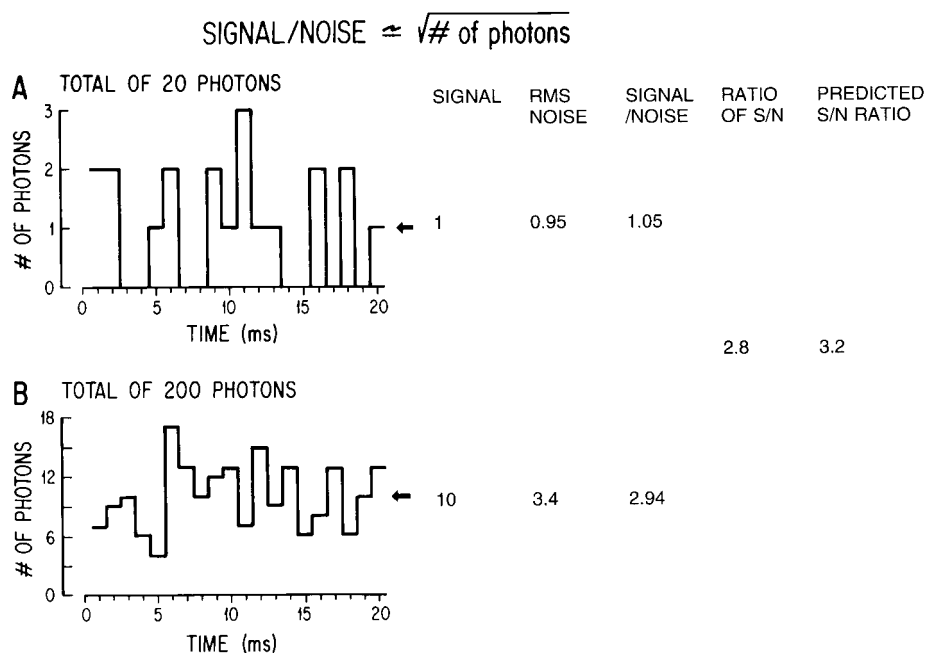 SIGNAL/NOISE ≃ √# of photons
A TOTAL OF 20 PHOTONS
SIGNAL RMS NOISE SIGNAL /NOISE RATIO OF S/N PREDICTED S/N RATIO
# OF PHOTONS
3
2
1
0
1 0.95 1.05
0 5 10 15 20
TIME (ms)
2.8 3.2
B TOTAL OF 200 PHOTONS
# OF PHOTONS
18
12
6
0
10 3.4 2.94
0 5 10 15 20
TIME (ms)